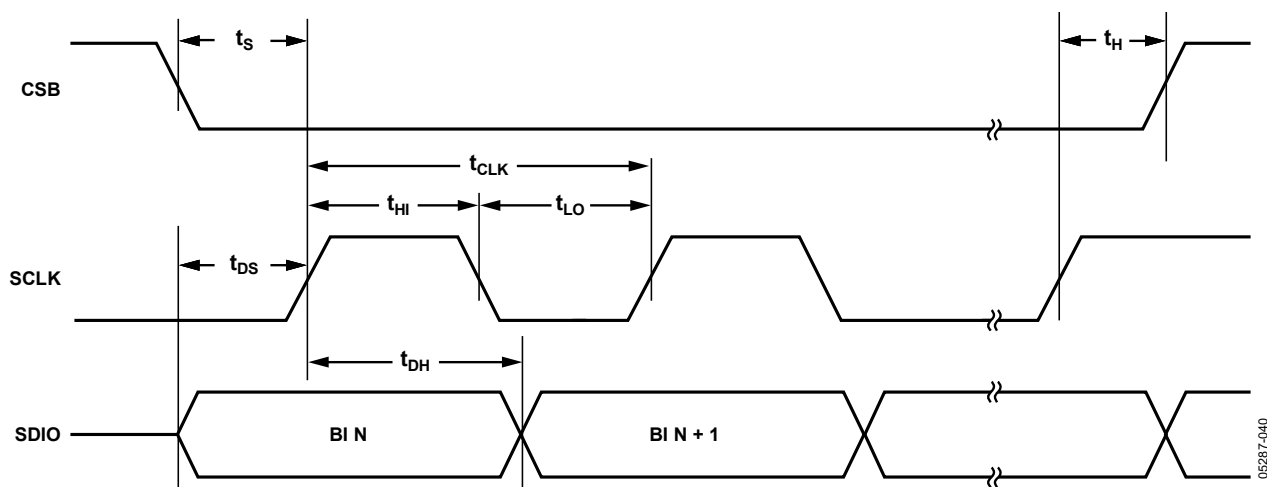 tS
tH
CSB
tCLK
tHI
tLO
tDS
SCLK
tDH
SDIO
BI N
BI N + 1
05287-040